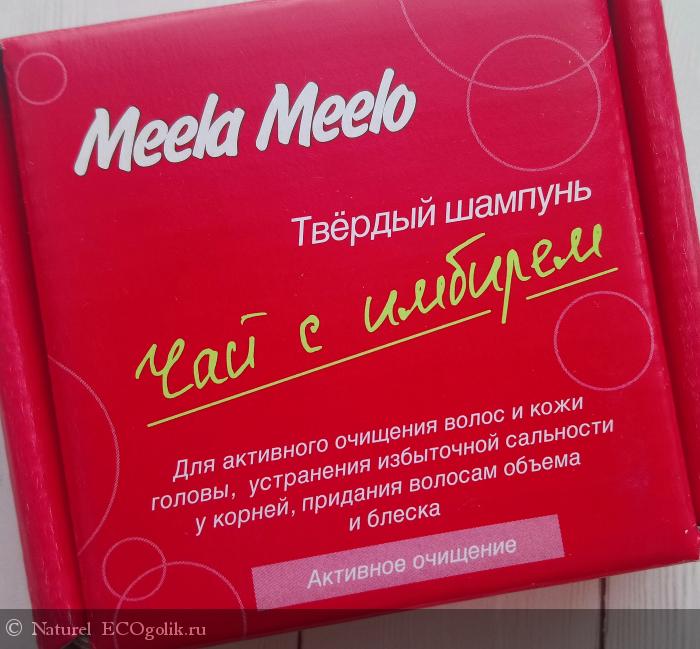 Meela Meelo
Твёрдый шампунь
Чай с имбирем
Для активного очищения волос и кожи
головы, устранения избыточной сальности
у корней, придания волосам объема
и блеска
Активное очищение
© Naturel ECOgolik.ru